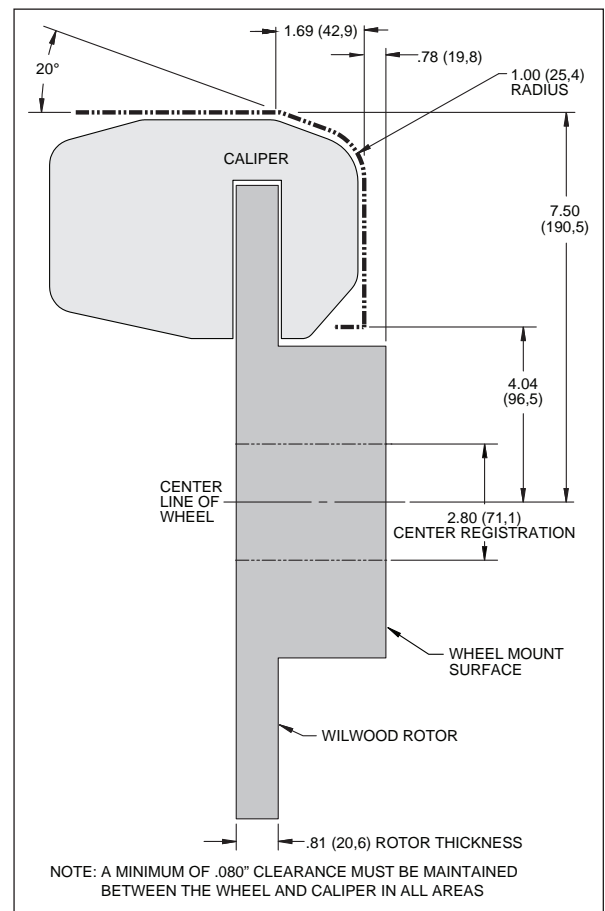 1.69 (42,9)
.78 (19,8)
20°
1.00 (25,4)
RADIUS
CALIPER
7.50
(190,5)
4.04
(96,5)
CENTER
LINE OF
WHEEL
2.80 (71,1)
CENTER REGISTRATION
WHEEL MOUNT
SURFACE
WILWOOD ROTOR
.81 (20,6) ROTOR THICKNESS
NOTE: A MINIMUM OF .080" CLEARANCE MUST BE MAINTAINED
BETWEEN THE WHEEL AND CALIPER IN ALL AREAS